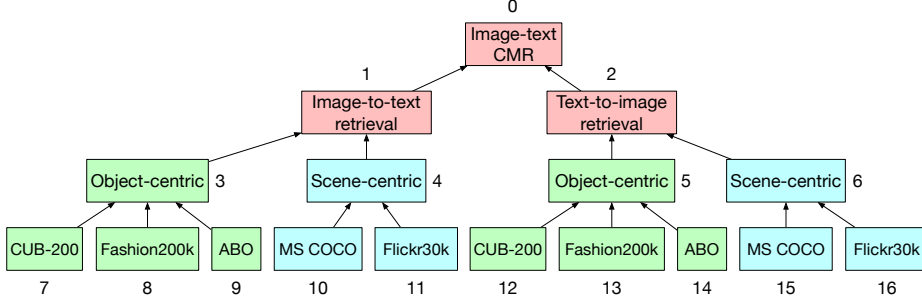 0
Image-text
CMR
1
2
Image-to-text
retrieval
Text-to-image
retrieval
Object-centric 3
Scene-centric 4
Object-centric 5
Scene-centric 6
CUB-200
Fashion200k
ABO
MS COCO
Flickr30k
CUB-200
Fashion200k
ABO
MS COCO
Flickr30k
7
8
9
10
11
12
13
14
15
16